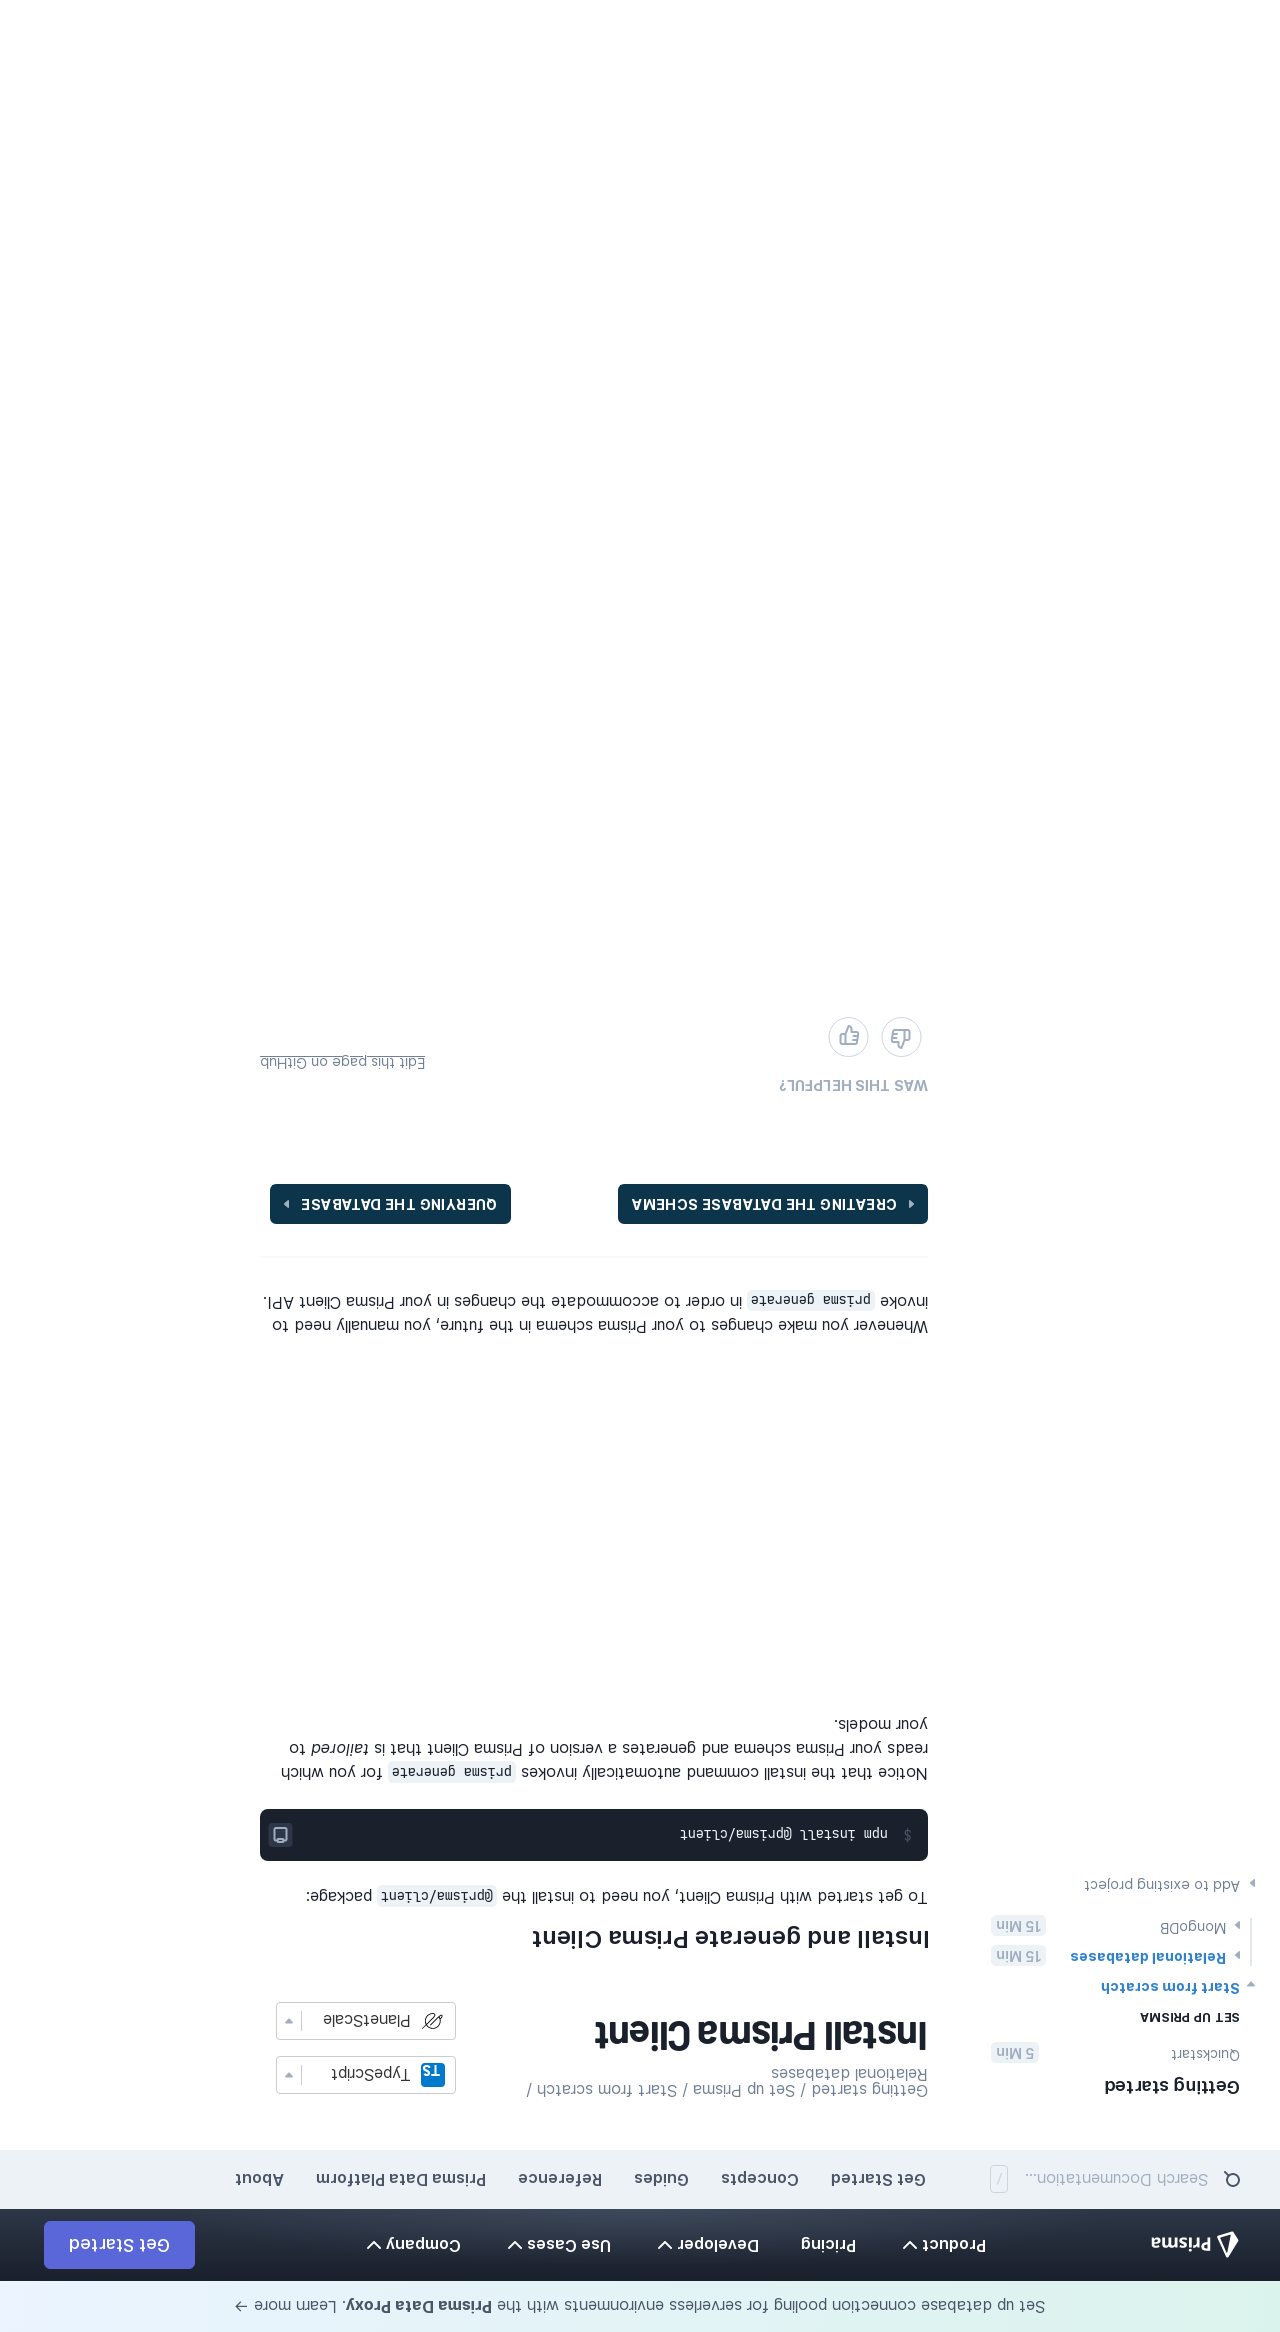 Set up database connection pooling for serverless environments with the Prisma Data Proxy. Learn more →
Prisma
Product
Pricing
Developer
Use Cases
Company
Get Started
Search Documentation... /
Get Started
Concepts
Guides
Reference
Prisma Data Platform
About
Getting started
Quickstart 5 Min
SET UP PRISMA
Start from scratch
Relational databases 15 Min
MongoDB 15 Min
Add to existing project
Getting started / Set up Prisma / Start from scratch /
Relational databases
Install Prisma Client
TS TypeScript
PlanetScale
Install and generate Prisma Client
To get started with Prisma Client, you need to install the @prisma/client package:
$ npm install @prisma/client
Notice that the install command automatically invokes prisma generate for you which
reads your Prisma schema and generates a version of Prisma Client that is tailored to
your models.
Whenever you make changes to your Prisma schema in the future, you manually need to
invoke prisma generate in order to accommodate the changes in your Prisma Client API.
CREATING THE DATABASE SCHEMA
QUERYING THE DATABASE
WAS THIS HELPFUL?
Edit this page on GitHub